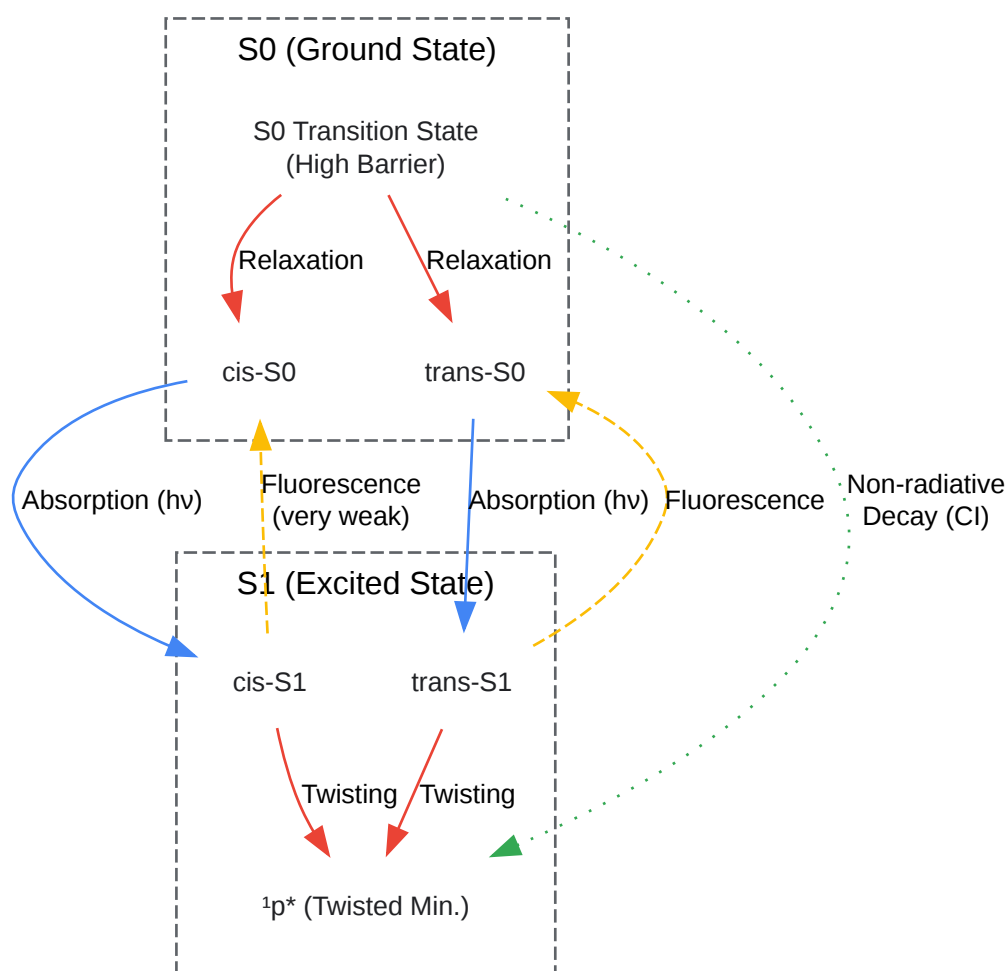 S0 (Ground State)
S0 Transition State
(High Barrier)
Relaxation
Relaxation
cis-S0
trans-S0
Absorption (hν)
Fluorescence
(very weak)
Absorption (hν)
Fluorescence
Non-radiative
Decay (CI)
S1 (Excited State)
cis-S1
trans-S1
Twisting
Twisting
¹p* (Twisted Min.)